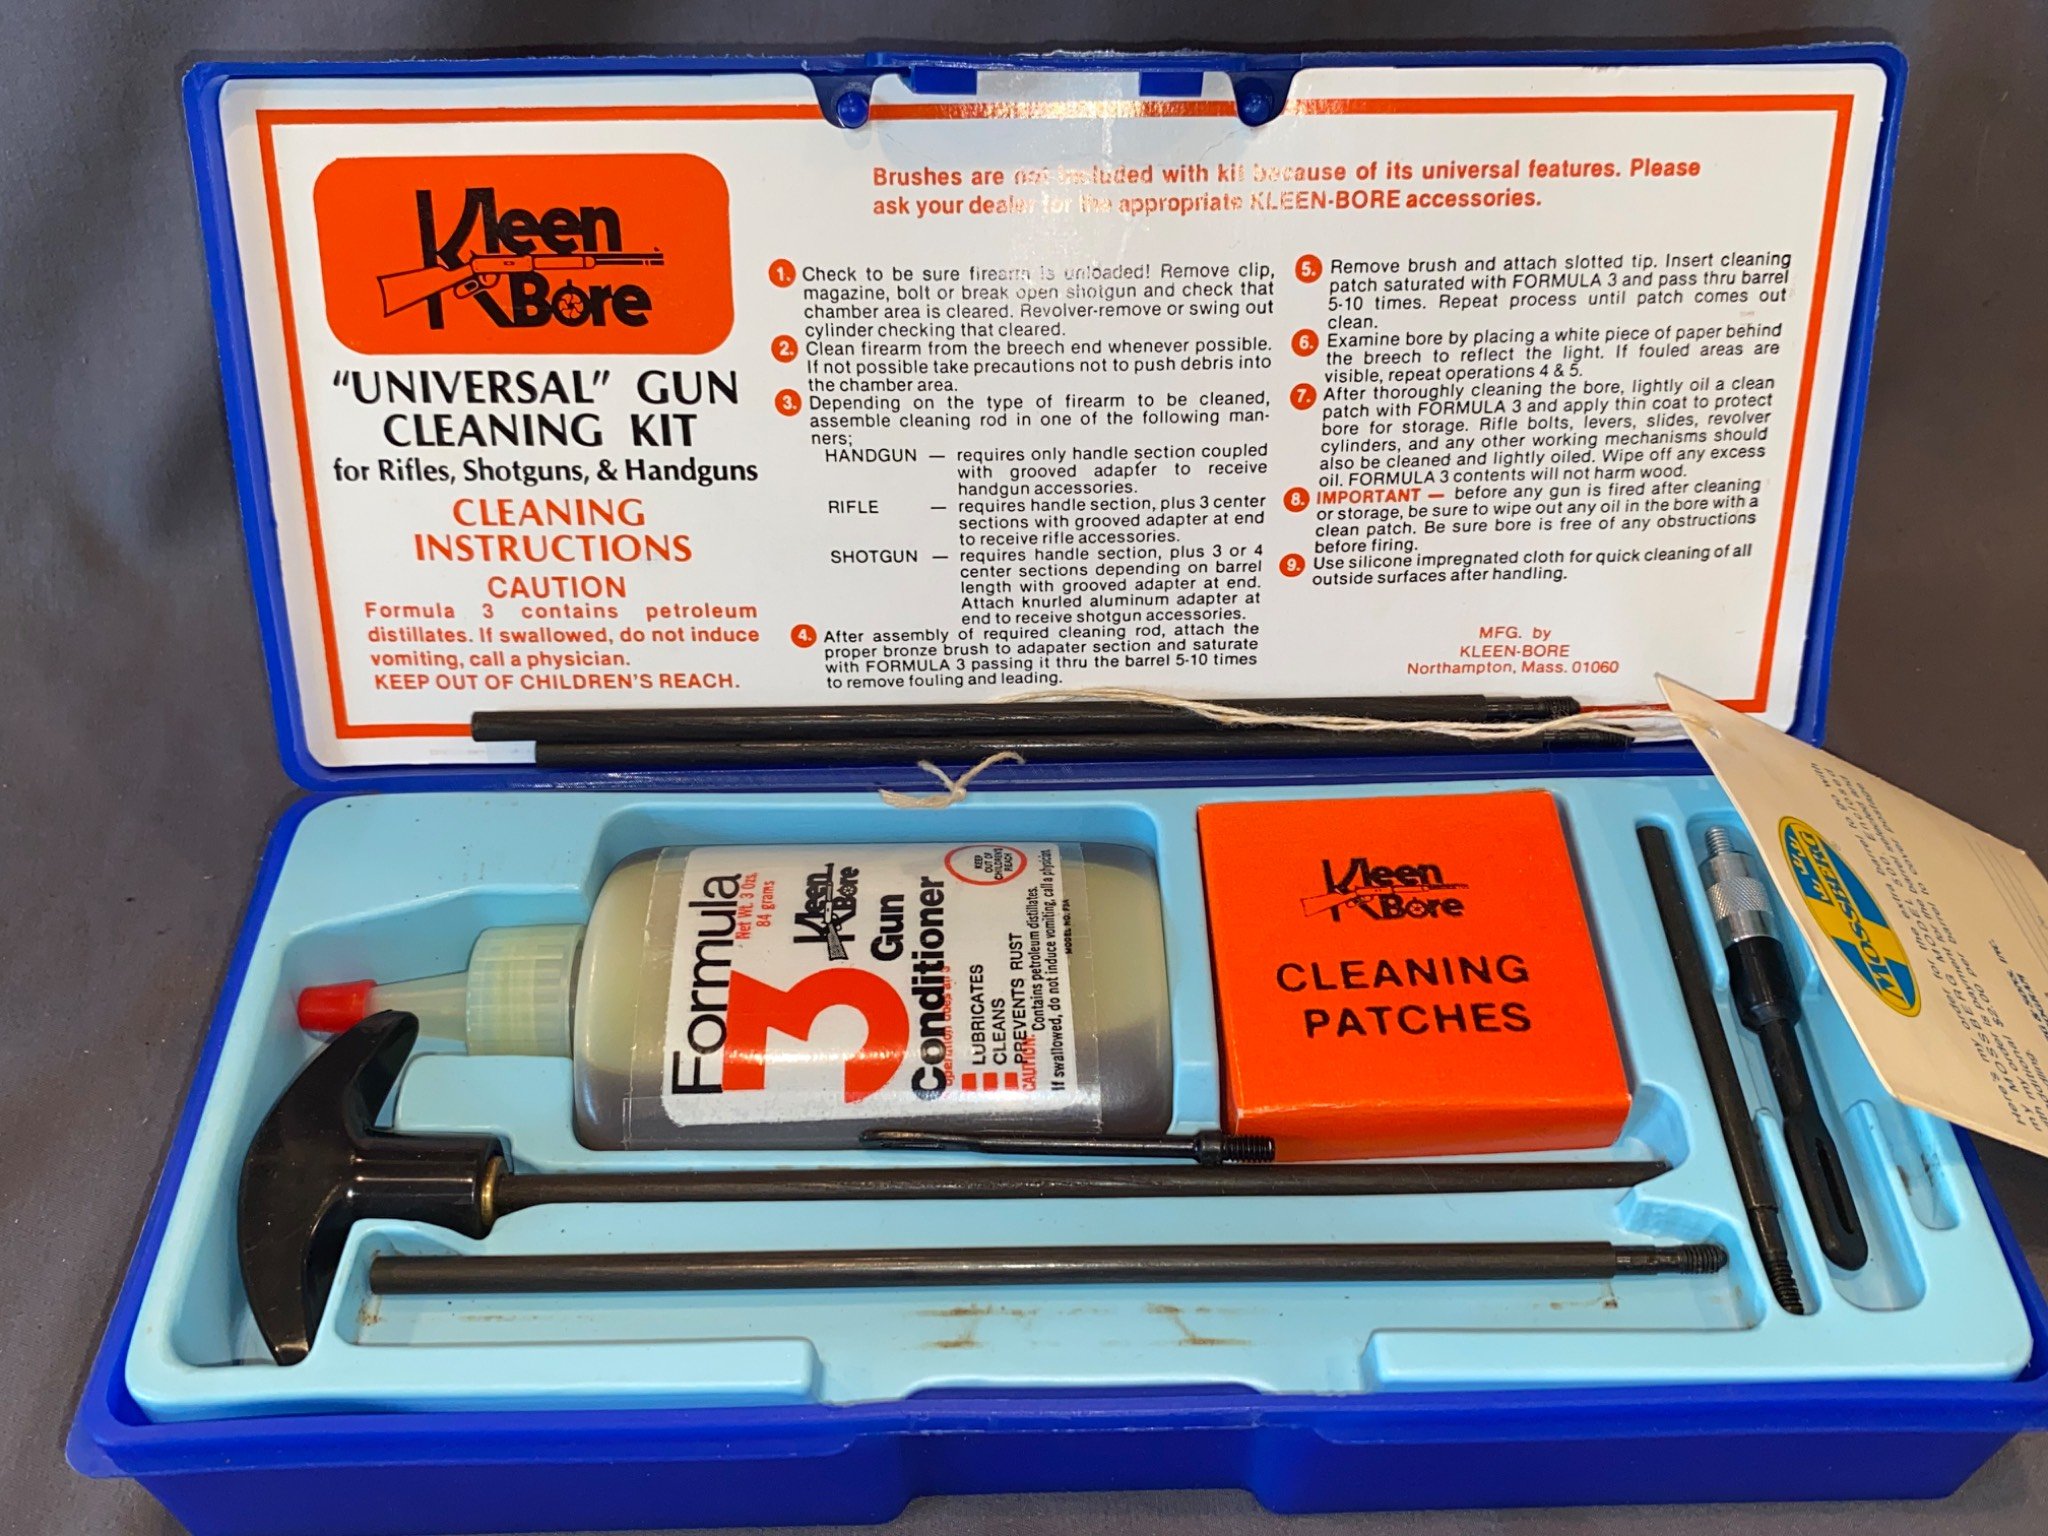 Kleen
Bore
"UNIVERSAL" GUN
CLEANING KIT
for Rifles, Shotguns, & Handguns
CLEANING
INSTRUCTIONS
CAUTION
Formula 3 contains petroleum
distillates. If swallowed, do not induce
vomiting, call a physician.
KEEP OUT OF CHILDREN'S REACH.
Brushes are not included with kit because of its universal features. Please
ask your dealer for the appropriate KLEEN-BORE accessories.
1. Check to be sure firearm is unloaded! Remove clip,
magazine, bolt or break open shotgun and check that
chamber area is cleared. Revolver-remove or swing out
cylinder checking that cleared.
2. Clean firearm from the breech end whenever possible.
If not possible take precautions not to push debris into
the chamber area.
3. Depending on the type of firearm to be cleaned,
assemble cleaning rod in one of the following man-
ners;
HANDGUN — requires only handle section coupled
with grooved adapter to receive
handgun accessories.
RIFLE — requires handle section, plus 3 center
sections with grooved adapter at end
to receive rifle accessories.
SHOTGUN — requires handle section, plus 3 or 4
center sections depending on barrel
length with grooved adapter at end.
Attach knurled aluminum adapter at
end to receive shotgun accessories.
4. After assembly of required cleaning rod, attach the
proper bronze brush to adapater section and saturate
with FORMULA 3 passing it thru the barrel 5-10 times
to remove fouling and leading.
5. Remove brush and attach slotted tip. Insert cleaning
patch saturated with FORMULA 3 and pass thru barrel
5-10 times. Repeat process until patch comes out
clean.
6. Examine bore by placing a white piece of paper behind
the breech to reflect the light. If fouled areas are
visible, repeat operations 4 & 5.
7. After thoroughly cleaning the bore, lightly oil a clean
patch with FORMULA 3 and apply thin coat to protect
bore for storage. Rifle bolts, levers, slides, revolver
cylinders, and any other working mechanisms should
also be cleaned and lightly oiled. Wipe off any excess
oil. FORMULA 3 contents will not harm wood.
8. IMPORTANT — before any gun is fired after cleaning
or storage, be sure to wipe out any oil in the bore with a
clean patch. Be sure bore is free of any obstructions
before firing.
9. Use silicone impregnated cloth for quick cleaning of all
outside surfaces after handling.
MFG. by
KLEEN-BORE
Northampton, Mass. 01060
Formula
3
Net Wt. 3 Ozs.
84 grams
Kleen
Bore
Gun
Conditioner
KEEP
OUT OF
CHILDREN'S
REACH
LUBRICATES
CLEANS
PREVENTS RUST
CAUTION: Contains petroleum distillates.
If swallowed, do not induce vomiting, call a physician.
MODEL NO. F3A
Kleen
Bore
CLEANING
PATCHES
MOSSBERG